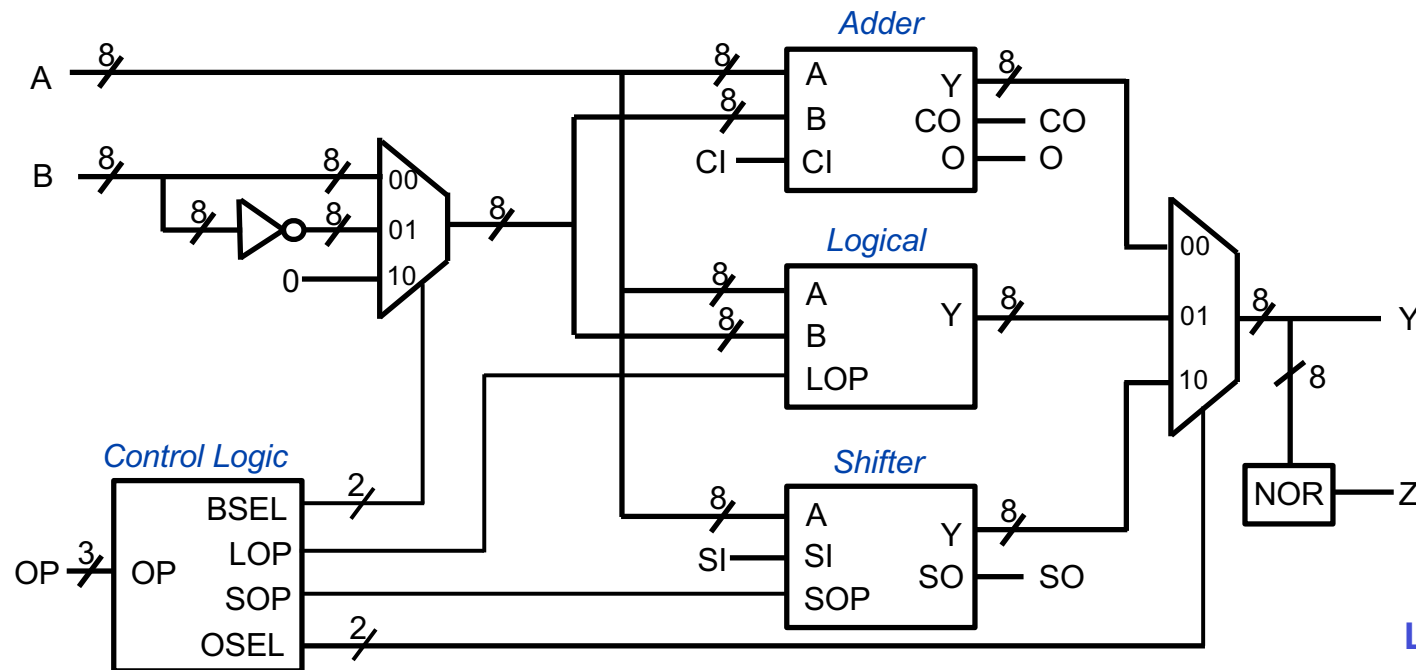 Adder
8 8 8
A A Y
8
B CO CO
8 8
B 00 CI CI O O
8 8 8
01
Logical
00
0 10
8 8
A Y 8
01 Y
8
B
10 8
LOP
Control Logic
Shifter
2
BSEL
8 8
A Y NOR Z
3
LOP
OP OP SI SI
SO SO
SOP SOP
2
OSEL
L